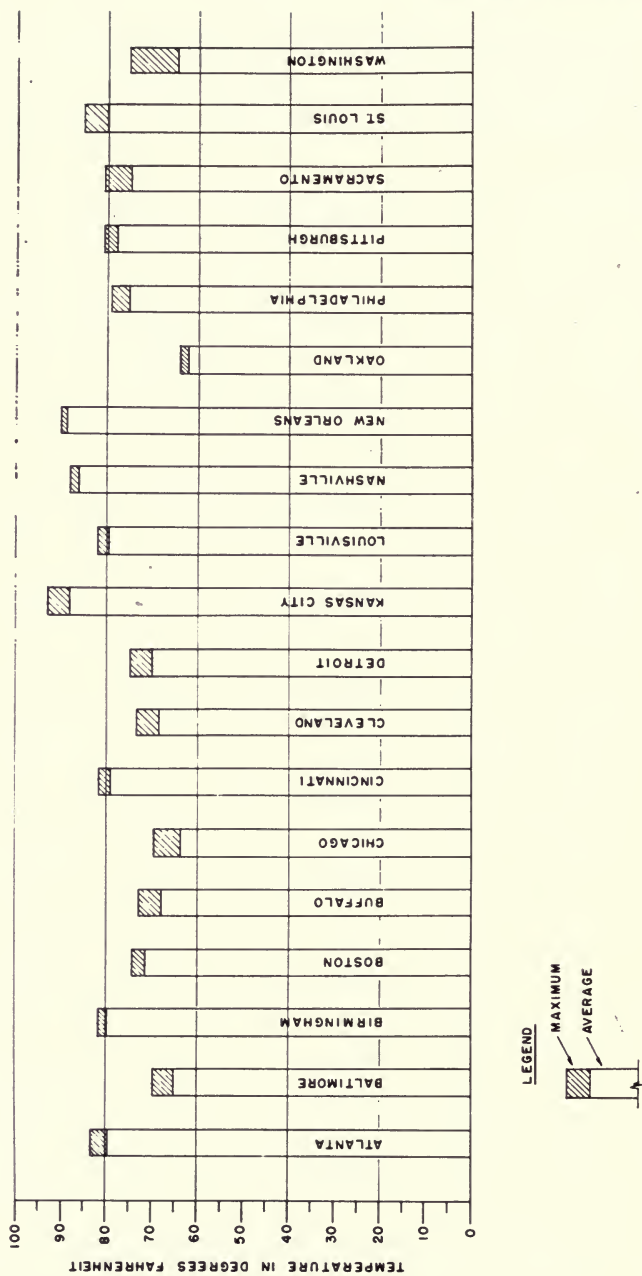 TEMPERATURE IN DEGREES FAHRENHEIT
100
90
80
70
60
50
40
30
20
10
0
ATLANTA
BALTIMORE
BIRMINGHAM
BOSTON
BUFFALO
CHICAGO
CINCINNATI
CLEVELAND
DETROIT
KANSAS CITY
LOUISVILLE
NASHVILLE
NEW ORLEANS
OAKLAND
PHILADELPHIA
PITTSBURGH
SACRAMENTO
ST. LOUIS
WASHINGTON
LEGEND
MAXIMUM
AVERAGE